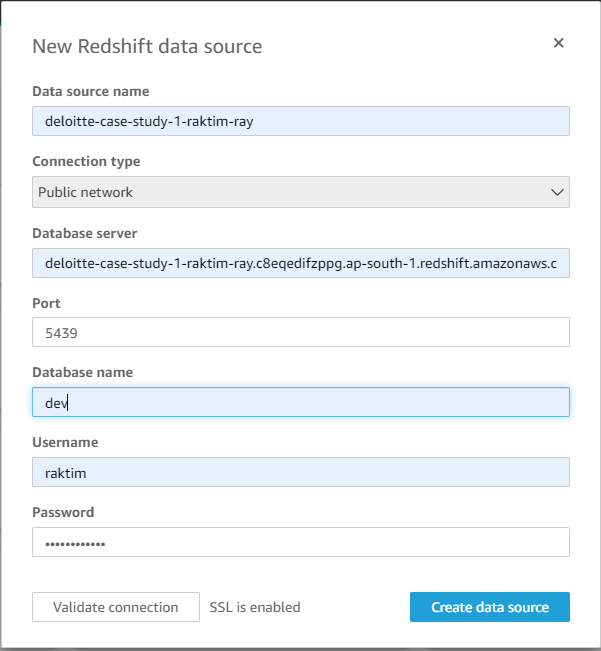 New Redshift data source
Data source name
deloitte-case-study-1-raktim-ray
Connection type
Public network
Database server
deloitte-case-study-1-raktim-ray.c8eqedifzppg.ap-south-1.redshift.amazonaws.c
Port
5439
Database name
dev
Username
raktim
Password
••••••••••••
Validate connection SSL is enabled Create data source